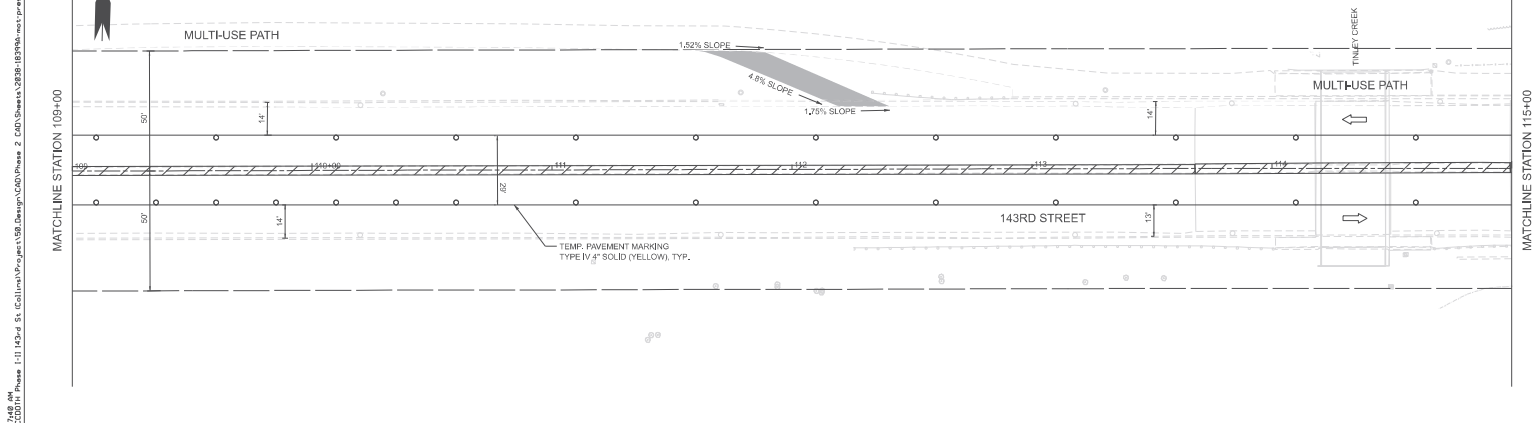 MULTI-USE PATH
1.52% SLOPE
4.8% SLOPE
1.75% SLOPE
TINLEY CREEK
MULTI-USE PATH
MATCHLINE STATION 109+00
50'
14'
14'
109
110+00
111
112
113
114
29'
50'
14'
13'
143RD STREET
TEMP. PAVEMENT MARKING
TYPE IV 4" SOLID (YELLOW), TYP.
MATCHLINE STATION 115+00
7:40 AM